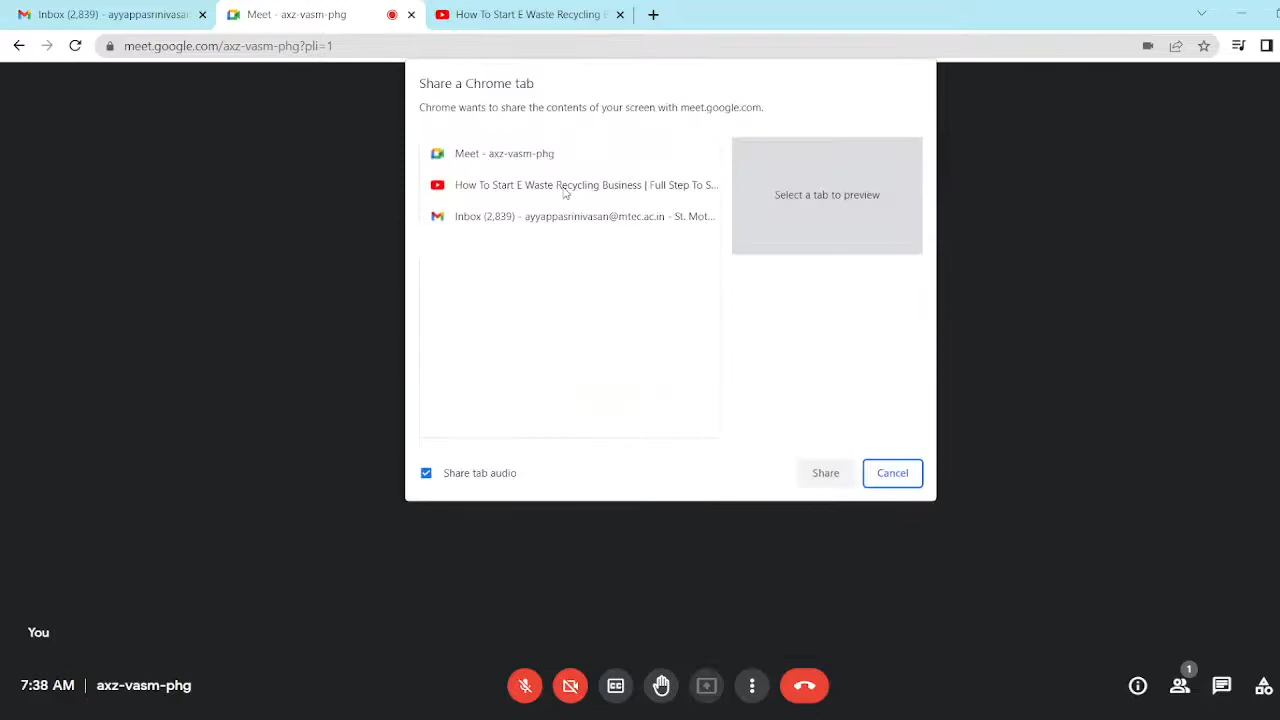 Inbox (2,839) - ayyappasrinivasar
Meet - axz-vasm-phg
How To Start E Waste Recycling E
meet.google.com/axz-vasm-phg?pli=1
Share a Chrome tab
Chrome wants to share the contents of your screen with meet.google.com.
Meet - axz-vasm-phg
How To Start E Waste Recycling Business | Full Step To S...
Inbox (2,839) - ayyappasrinivasan@mtec.ac.in - St. Mot...
Select a tab to preview
Share tab audio
Share
Cancel
You
7:38 AM | axz-vasm-phg
1